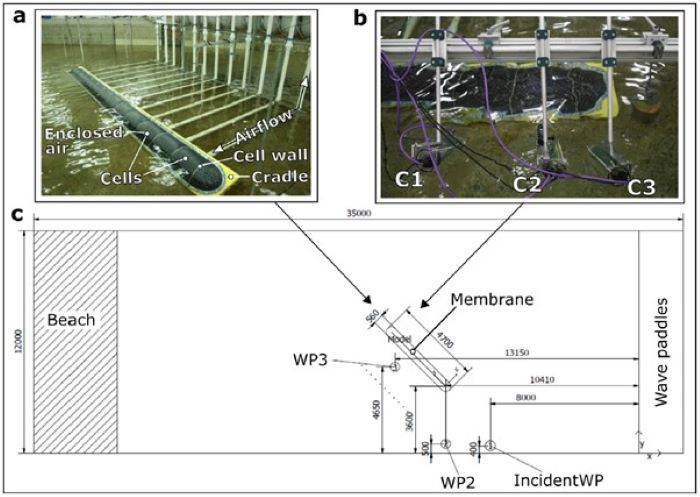 a
Enclosed
air
Cells
Airflow
Cell wall
Cradle
b
C1
C2
C3
c
35000
12000
Beach
Membrane
560
4700
Model
WP3
13150
10410
8000
4650
3600
500
400
WP2
IncidentWP
Wave paddles
y
x